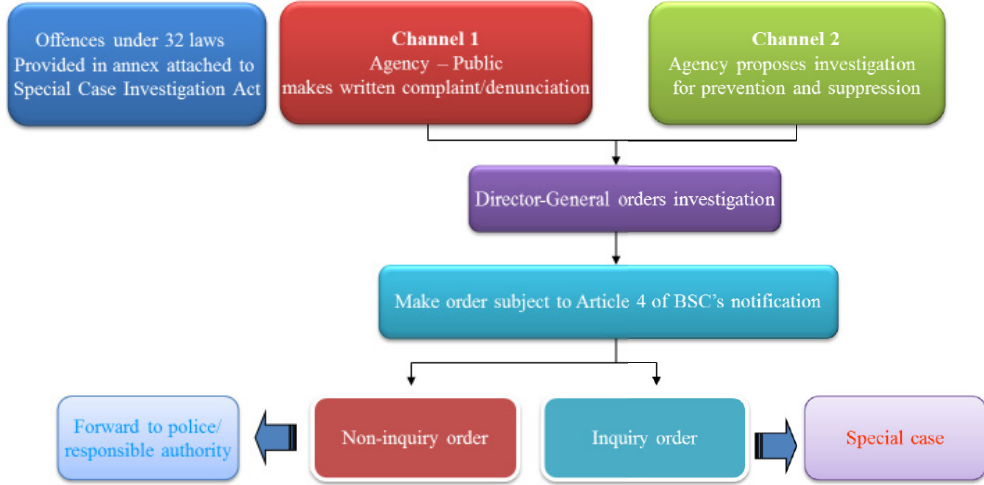 Offences under 32 laws
Provided in annex attached to
Special Case Investigation Act
Channel 1
Agency – Public
makes written complaint/denunciation
Channel 2
Agency proposes investigation
for prevention and suppression
Director-General orders investigation
Make order subject to Article 4 of BSC's notification
Forward to police/
responsible authority
Non-inquiry order
Inquiry order
Special case